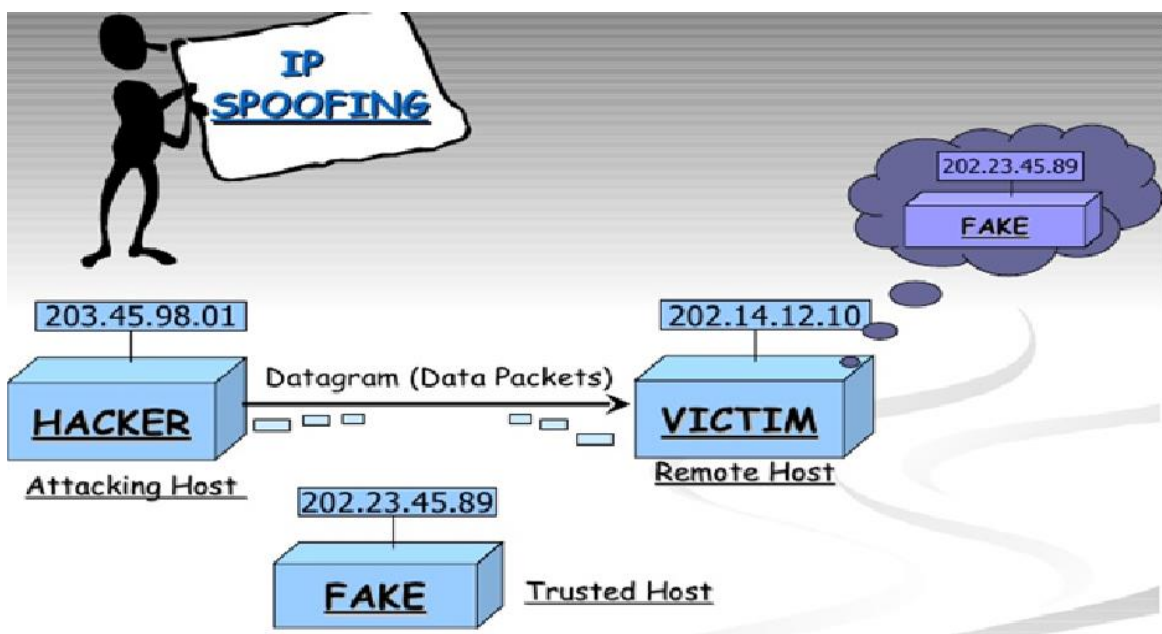 IP
SPOOFING
202.23.45.89
FAKE
203.45.98.01
202.14.12.10
Datagram (Data Packets)
HACKER
VICTIM
Attacking Host
Remote Host
202.23.45.89
FAKE
Trusted Host